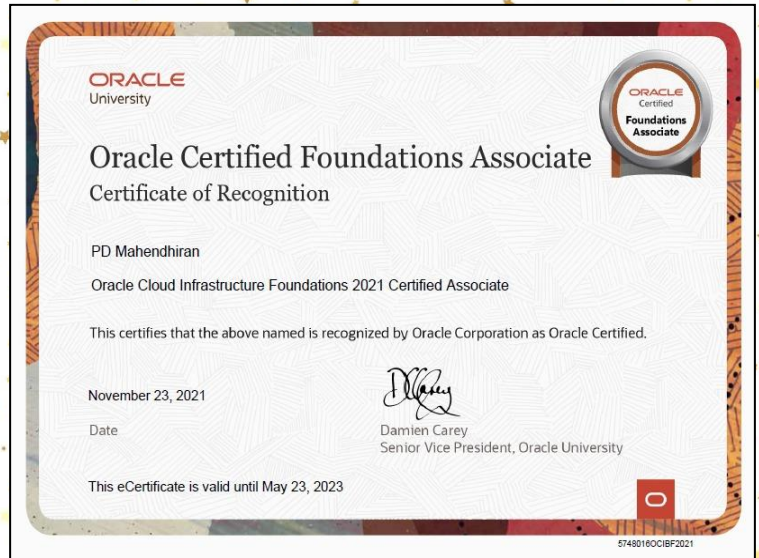 ORACLE
University
ORACLE
Certified
Foundations
Associate
Oracle Certified Foundations Associate
Certificate of Recognition
PD Mahendhiran
Oracle Cloud Infrastructure Foundations 2021 Certified Associate
This certifies that the above named is recognized by Oracle Corporation as Oracle Certified.
November 23, 2021
Date
DCarey
Damien Carey
Senior Vice President, Oracle University
This eCertificate is valid until May 23, 2023
5748016OCIBF2021